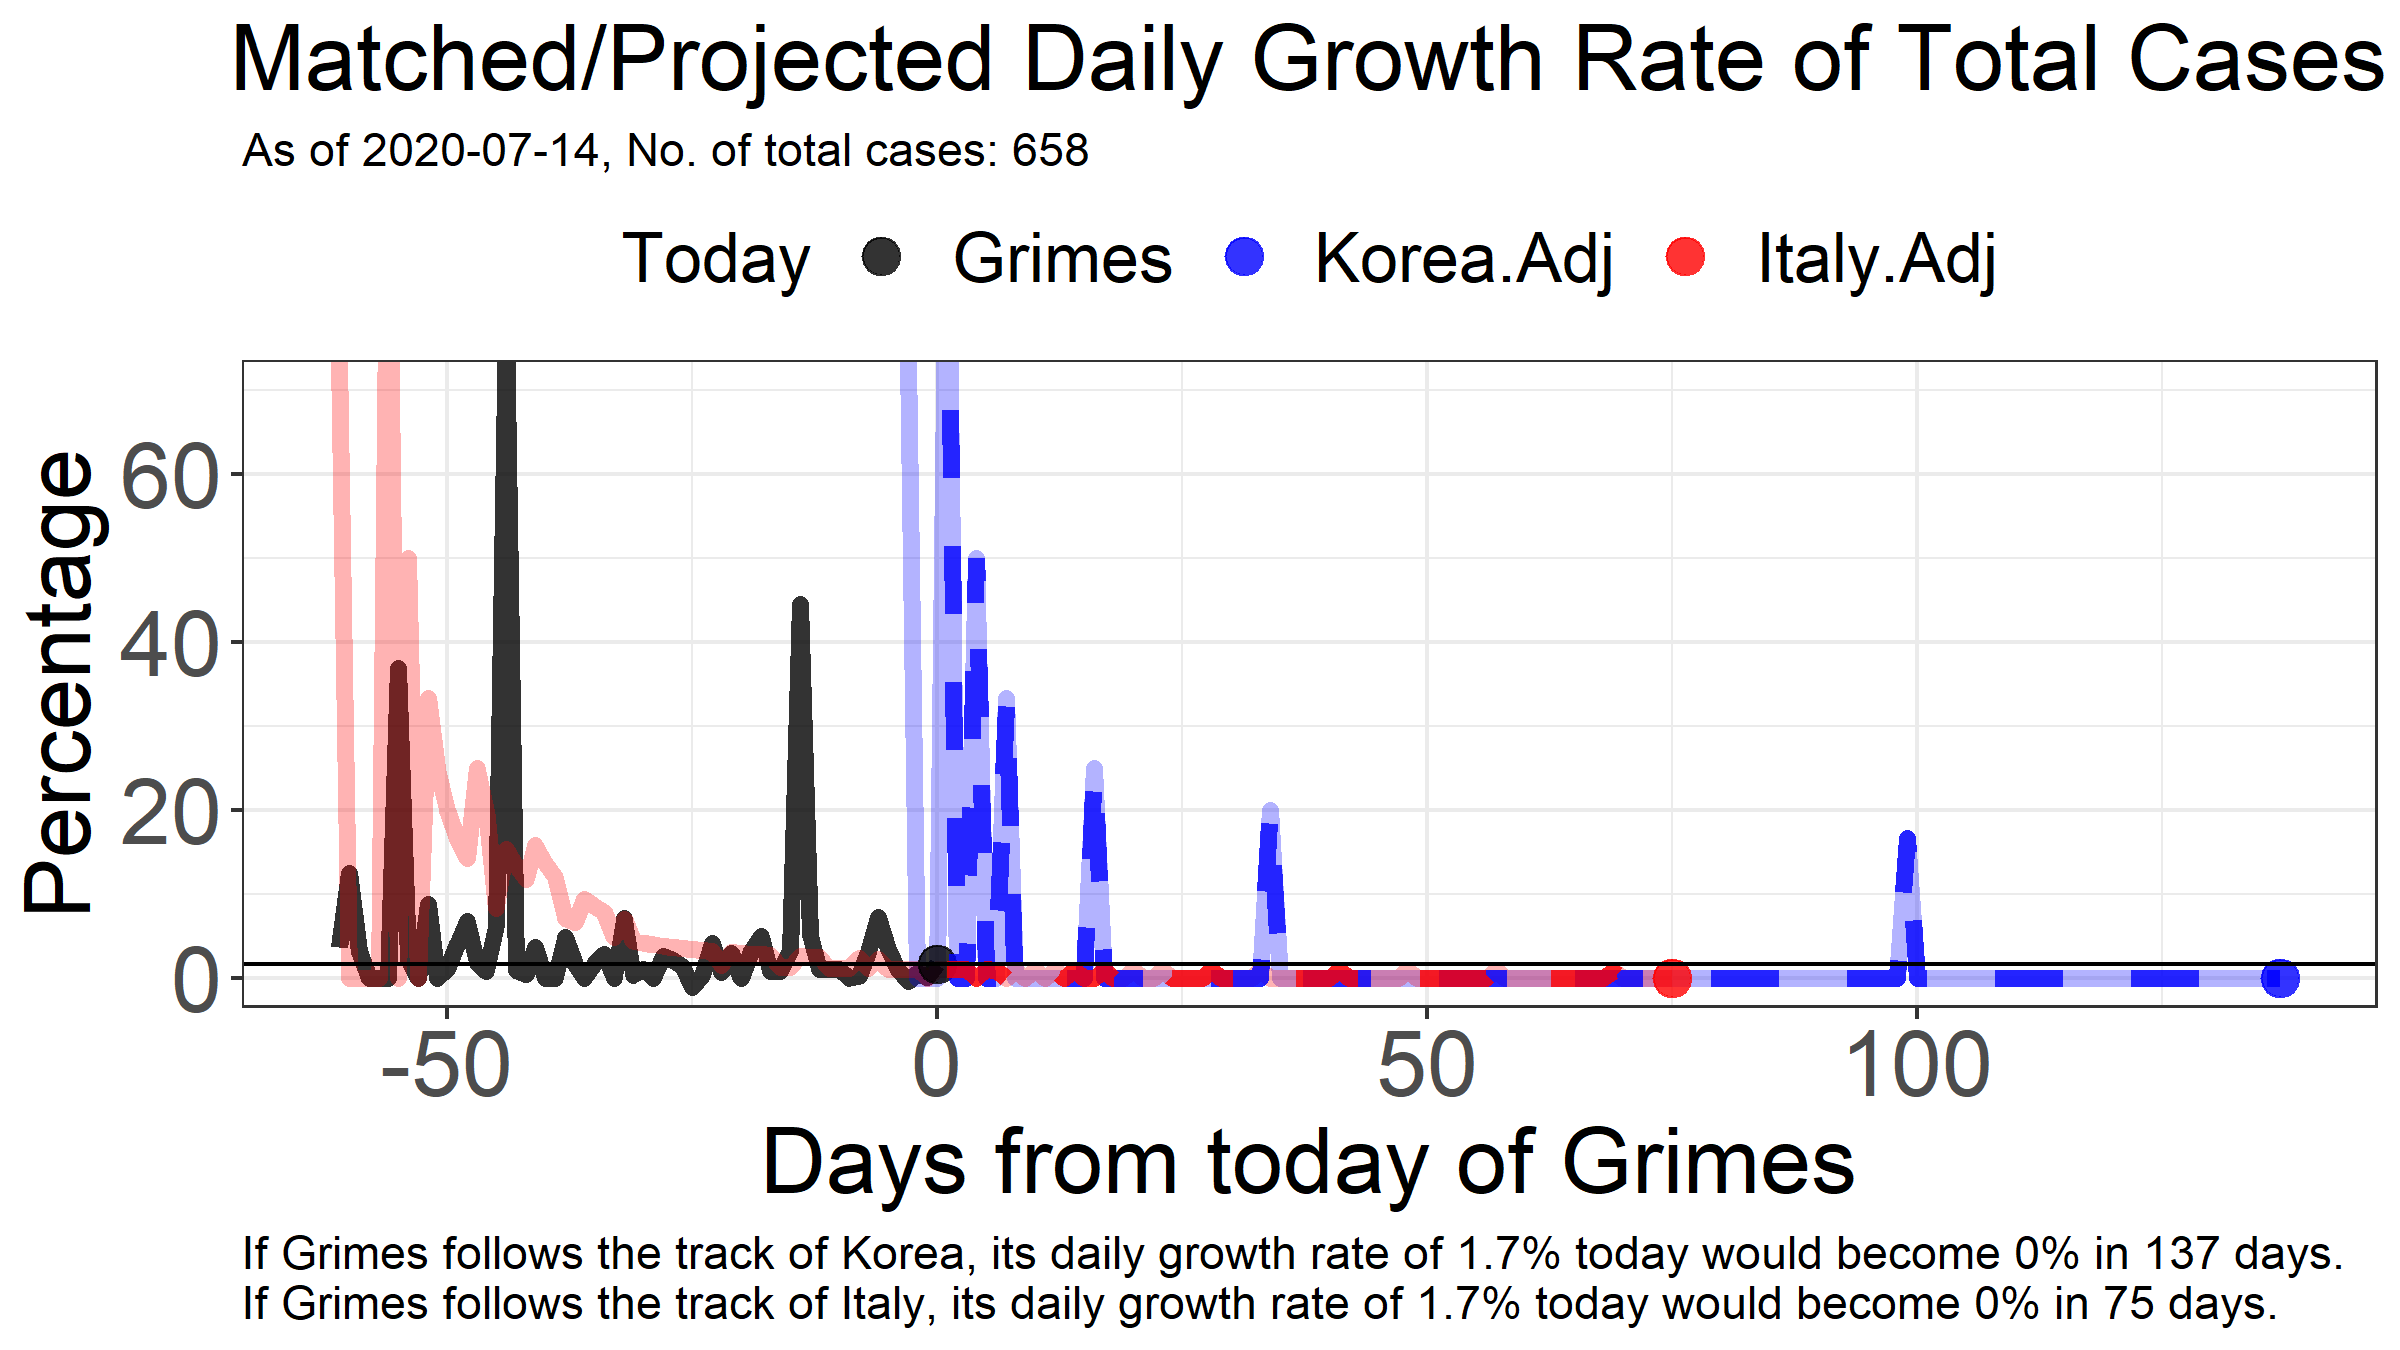 Matched/Projected Daily Growth Rate of Total Cases
As of 2020-07-14, No. of total cases: 658
Today Grimes Korea.Adj Italy.Adj
Percentage
60
40
20
0
-50 0 50 100
Days from today of Grimes
If Grimes follows the track of Korea, its daily growth rate of 1.7% today would become 0% in 137 days.
If Grimes follows the track of Italy, its daily growth rate of 1.7% today would become 0% in 75 days.